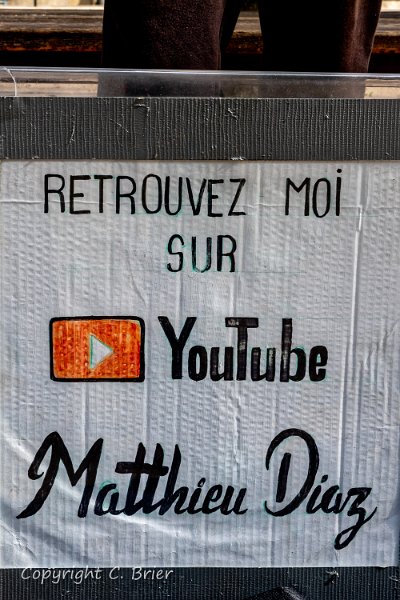 RETROUVEZ MOi
SUR
YouTube
Matthieu Diaz
Copyright C. Brier